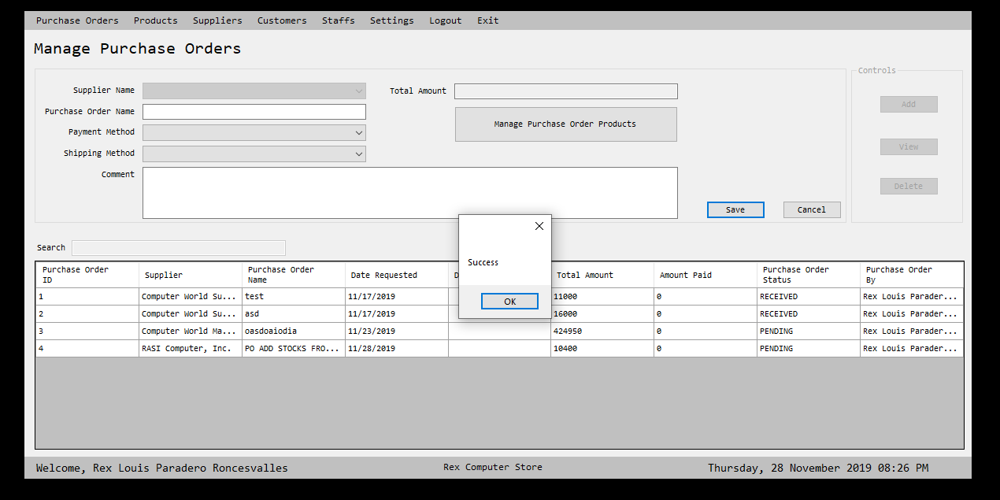 Purchase Orders Products Suppliers Customers Staffs Settings Logout Exit
Manage Purchase Orders
Controls
Supplier Name Total Amount
Add
Purchase Order Name
Manage Purchase Order Products
Payment Method
View
Shipping Method
Comment
Delete
Save Cancel
Search
Success
OK
Purchase Order ID Supplier Purchase Order Name Date Requested D Total Amount Amount Paid Purchase Order Status Purchase Order By
1 Computer World Su... test 11/17/2019 11000 0 RECEIVED Rex Louis Parader...
2 Computer World Su... asd 11/17/2019 16000 0 RECEIVED Rex Louis Parader...
3 Computer World Ma... oasdoaiodia 11/23/2019 424950 0 PENDING Rex Louis Parader...
4 RASI Computer, Inc. PO ADD STOCKS FRO... 11/28/2019 10400 0 PENDING Rex Louis Parader...
Welcome, Rex Louis Paradero Roncesvalles Rex Computer Store Thursday, 28 November 2019 08:26 PM